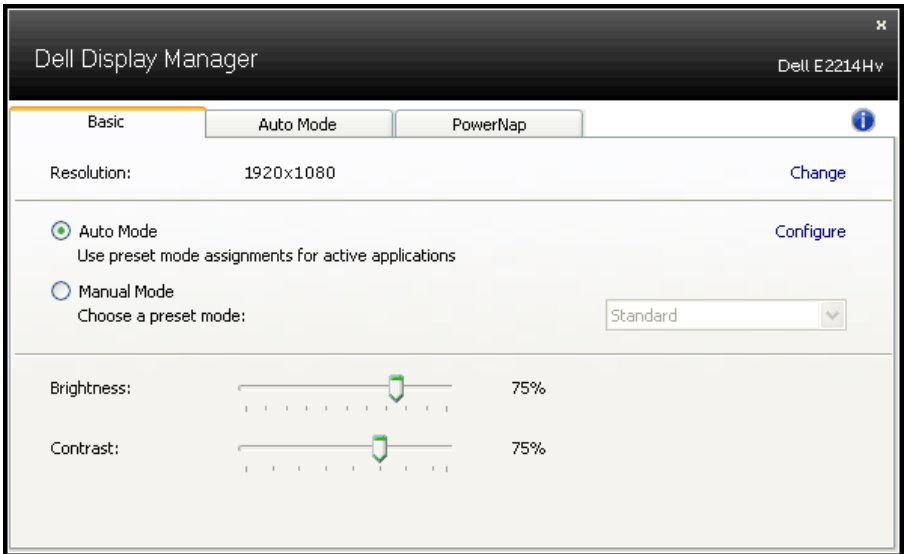 x
Dell Display Manager
Dell E2214Hv
Basic Auto Mode PowerNap i
Resolution: 1920x1080 Change
Auto Mode Configure
Use preset mode assignments for active applications
Manual Mode
Choose a preset mode: Standard
Brightness: 75%
Contrast: 75%